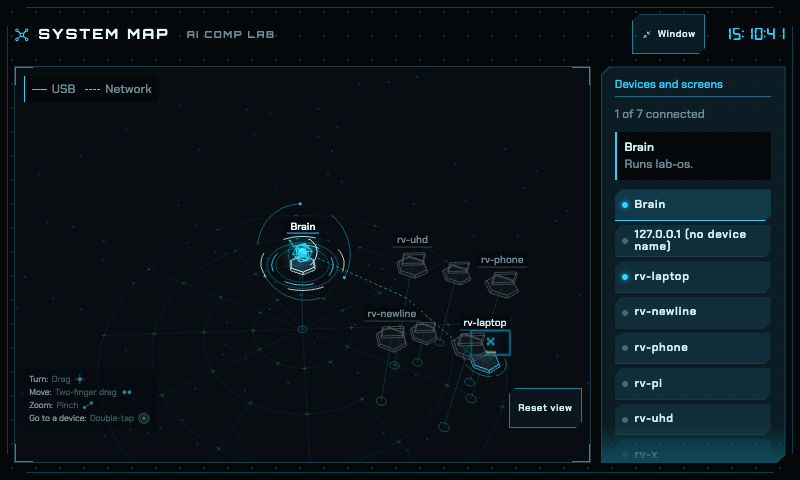 SYSTEM MAP
AI COMP LAB
Window
15:10:41
USB
Network
Brain
rv-uhd
rv-phone
rv-newline
rv-laptop
Turn: Drag
Move: Two-finger drag
Zoom: Pinch
Go to a device: Double-tap
Reset view
Devices and screens
1 of 7 connected
Brain
Runs lab-os.
Brain
127.0.0.1 (no device
name)
rv-laptop
rv-newline
rv-phone
rv-pi
rv-uhd
rv-x